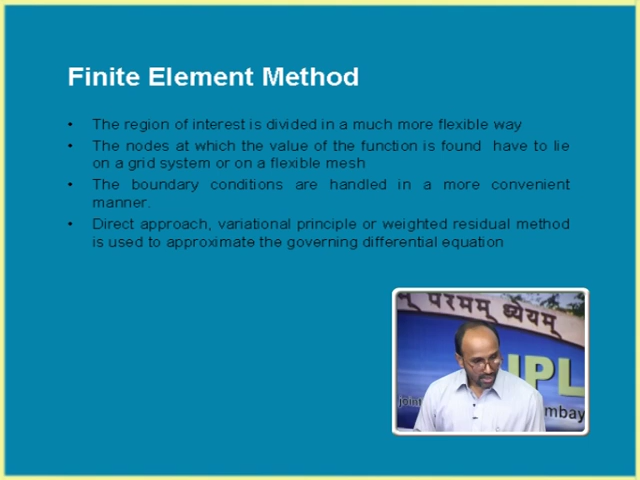 Finite Element Method
• The region of interest is divided in a much more flexible way
• The nodes at which the value of the function is found have to lie
on a grid system or on a flexible mesh
• The boundary conditions are handled in a more convenient
manner.
• Direct approach, variational principle or weighted residual method
is used to approximate the governing differential equation
परमम् ध्येयम्
IPL
joint
mbay